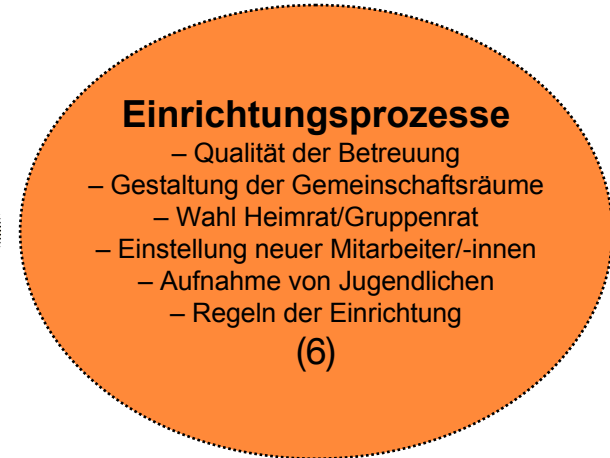 Einrichtungsprozesse
– Qualität der Betreuung
– Gestaltung der Gemeinschaftsräume
– Wahl Heimrat/Gruppenrat
– Einstellung neuer Mitarbeiter/-innen
– Aufnahme von Jugendlichen
– Regeln der Einrichtung
(6)